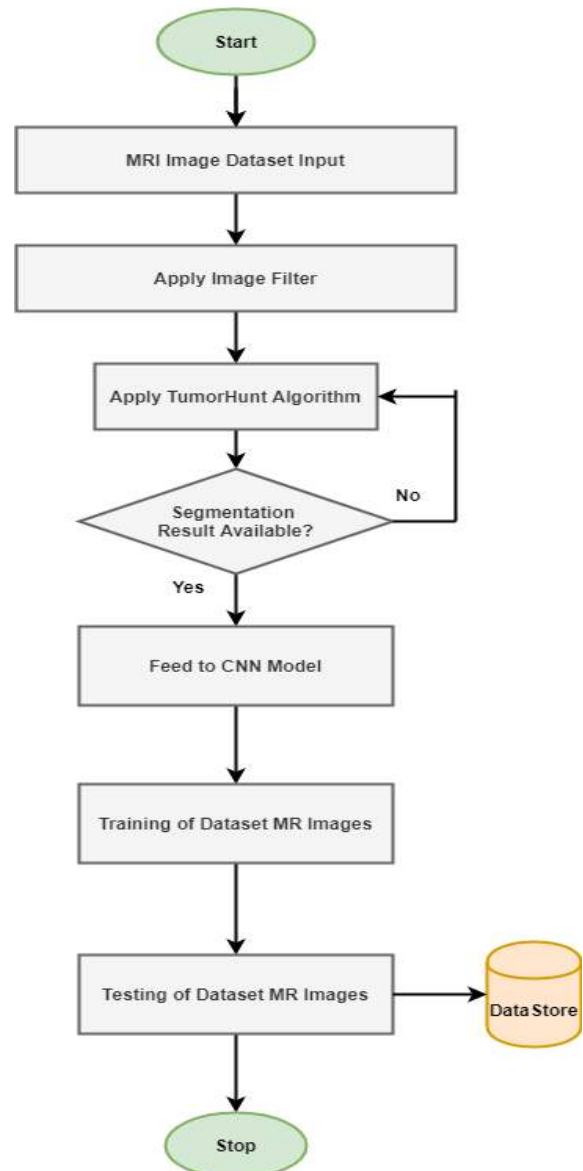 Start
MRI Image Dataset Input
Apply Image Filter
Apply TumorHunt Algorithm
Segmentation
Result Available?
No
Yes
Feed to CNN Model
Training of Dataset MR Images
Testing of Dataset MR Images
Data Store
Stop